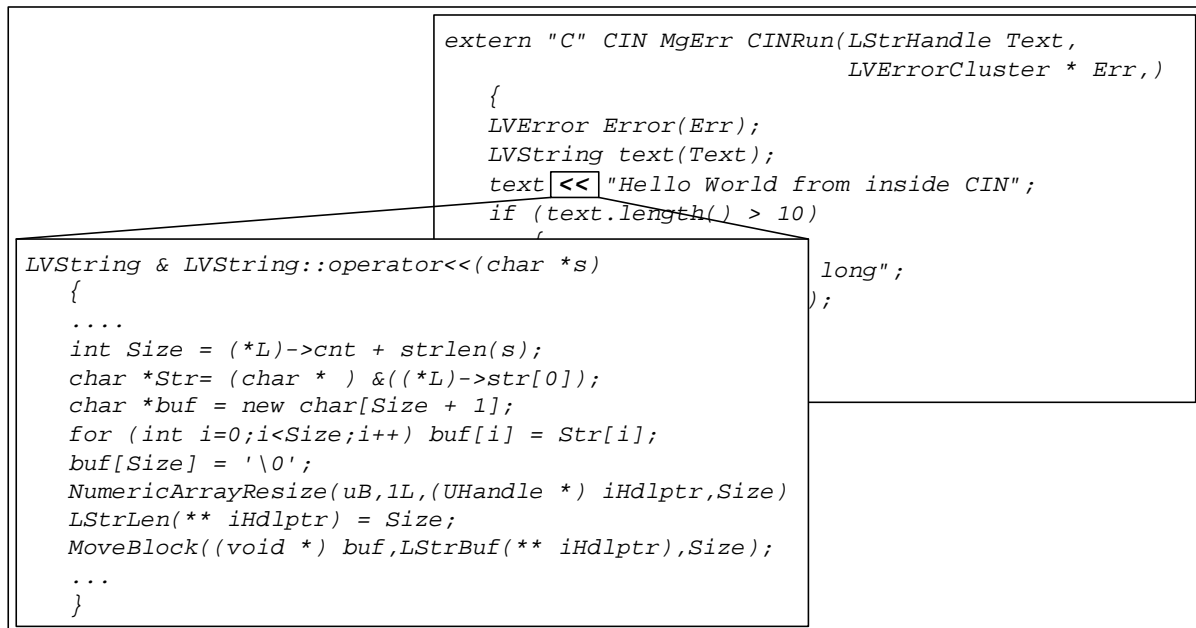 extern "C" CIN MgErr CINRun(LStrHandle Text,
LVErrorCluster * Err,)
{
LVError Error(Err);
LVString text(Text);
text << "Hello World from inside CIN";
if (text.length() > 10)
{
long";
);
LVString & LVString::operator<<(char *s)
{
....
int Size = (*L)->cnt + strlen(s);
char *Str= (char * ) &((*L)->str[0]);
char *buf = new char[Size + 1];
for (int i=0;i<Size;i++) buf[i] = Str[i];
buf[Size] = '\0';
NumericArrayResize(uB,1L,(UHandle *) iHdlptr,Size)
LStrLen(** iHdlptr) = Size;
MoveBlock((void *) buf,LStrBuf(** iHdlptr),Size);
...
}